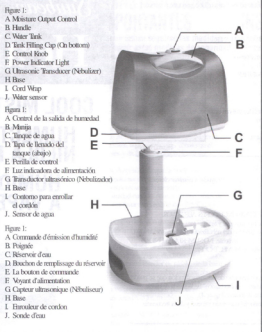 Figure 1:
A. Moisture Output Control
B. Handle
C. Water Tank
D. Tank Filling Cap (On bottom)
E. Control Knob
F. Power Indicator Light
G. Ultrasonic Transducer (Nebulizer)
H. Base
I. Cord Wrap
J. Water sensor
Figura 1:
A. Control de la salida de humedad
B. Manija
C. Tanque de agua
D. Tapa de llenado del
tanque (abajo)
E. Perilla de control
F. Luz indicadora de alimentación
G. Transductor ultrasónico (Nebulizador)
H. Base
I. Contorno para enrollar
el cordón
J. Sensor de agua
Figure 1:
A. Commande d'émission d'humidité
B. Poignée
C. Réservoir d'eau
D. Bouchon de remplissage du réservoir
E. La bouton de commande
F. Voyant d'alimentation
G. Capteur ultrasonique (Nébuliseur)
H. Base
I. Enrouleur de cordon
J. Sonde d'eau
A
B
C
D
E
F
G
H
I
J